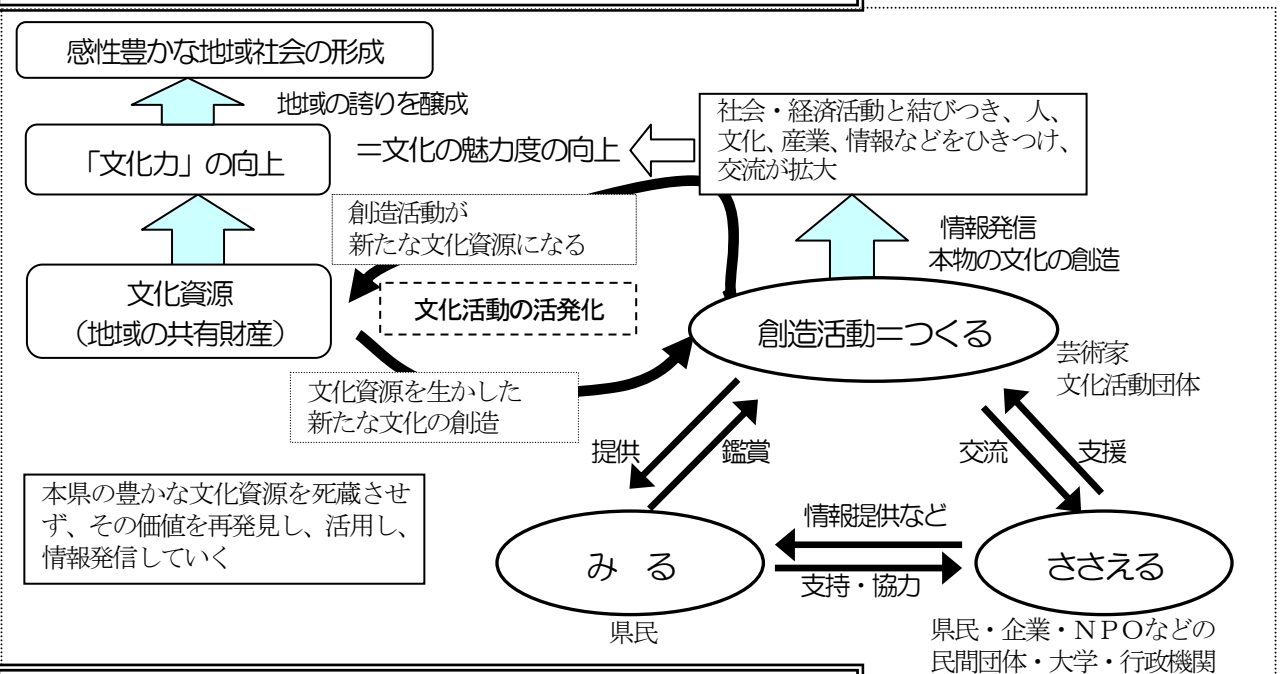 感性豊かな地域社会の形成
地域の誇りを醸成
「文化力」の向上
=文化の魅力度の向上
社会・経済活動と結びつき、人、
文化、産業、情報などをひきつけ、
交流が拡大
創造活動が
新たな文化資源になる
情報発信
本物の文化の創造
文化資源
(地域の共有財産)
文化活動の活発化
創造活動=つくる
芸術家
文化活動団体
文化資源を生かした
新たな文化の創造
提供
鑑賞
交流
支援
本県の豊かな文化資源を死蔵させ
ず、その価値を再発見し、活用し、
情報発信していく
情報提供など
み る
ささえる
支持・協力
県民
県民・企業・NPOなどの
民間団体・大学・行政機関